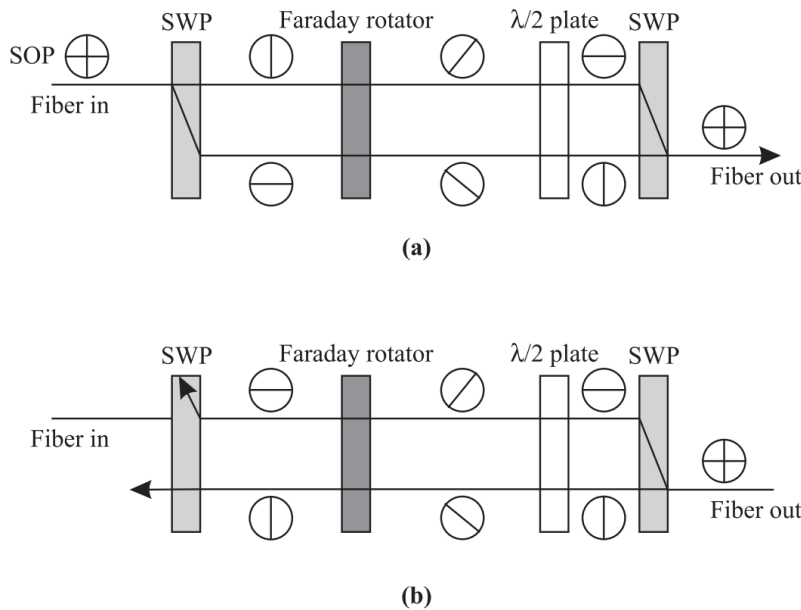 SWP Faraday rotator λ/2 plate SWP
SOP
Fiber in
Fiber out
(a)
SWP Faraday rotator λ/2 plate SWP
Fiber in
Fiber out
(b)